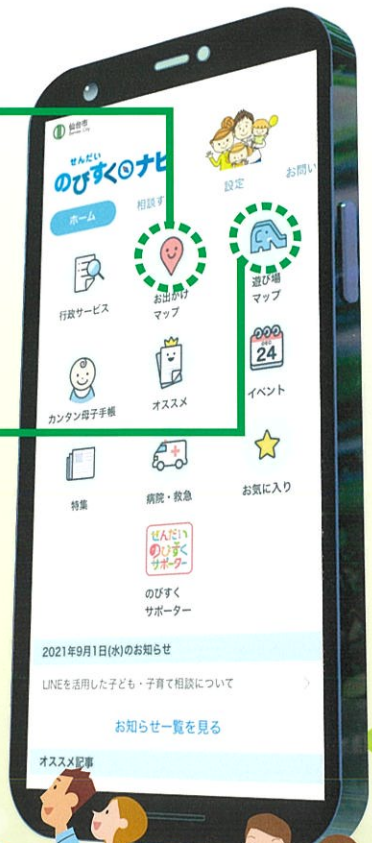 仙台市
せんだい
のびすく ナビ
設定
お問い
ホーム
相談す
行政サービス
お出かけ
マップ
遊び場
マップ
カンタン母子手帳
オススメ
24
イベント
特集
病院・救急
お気に入り
せんだい
のびすく
サポーター
のびすく
サポーター
2021年9月1日(水)のお知らせ
LINEを活用した子ども・子育て相談について
お知らせ一覧を見る
オススメ記事